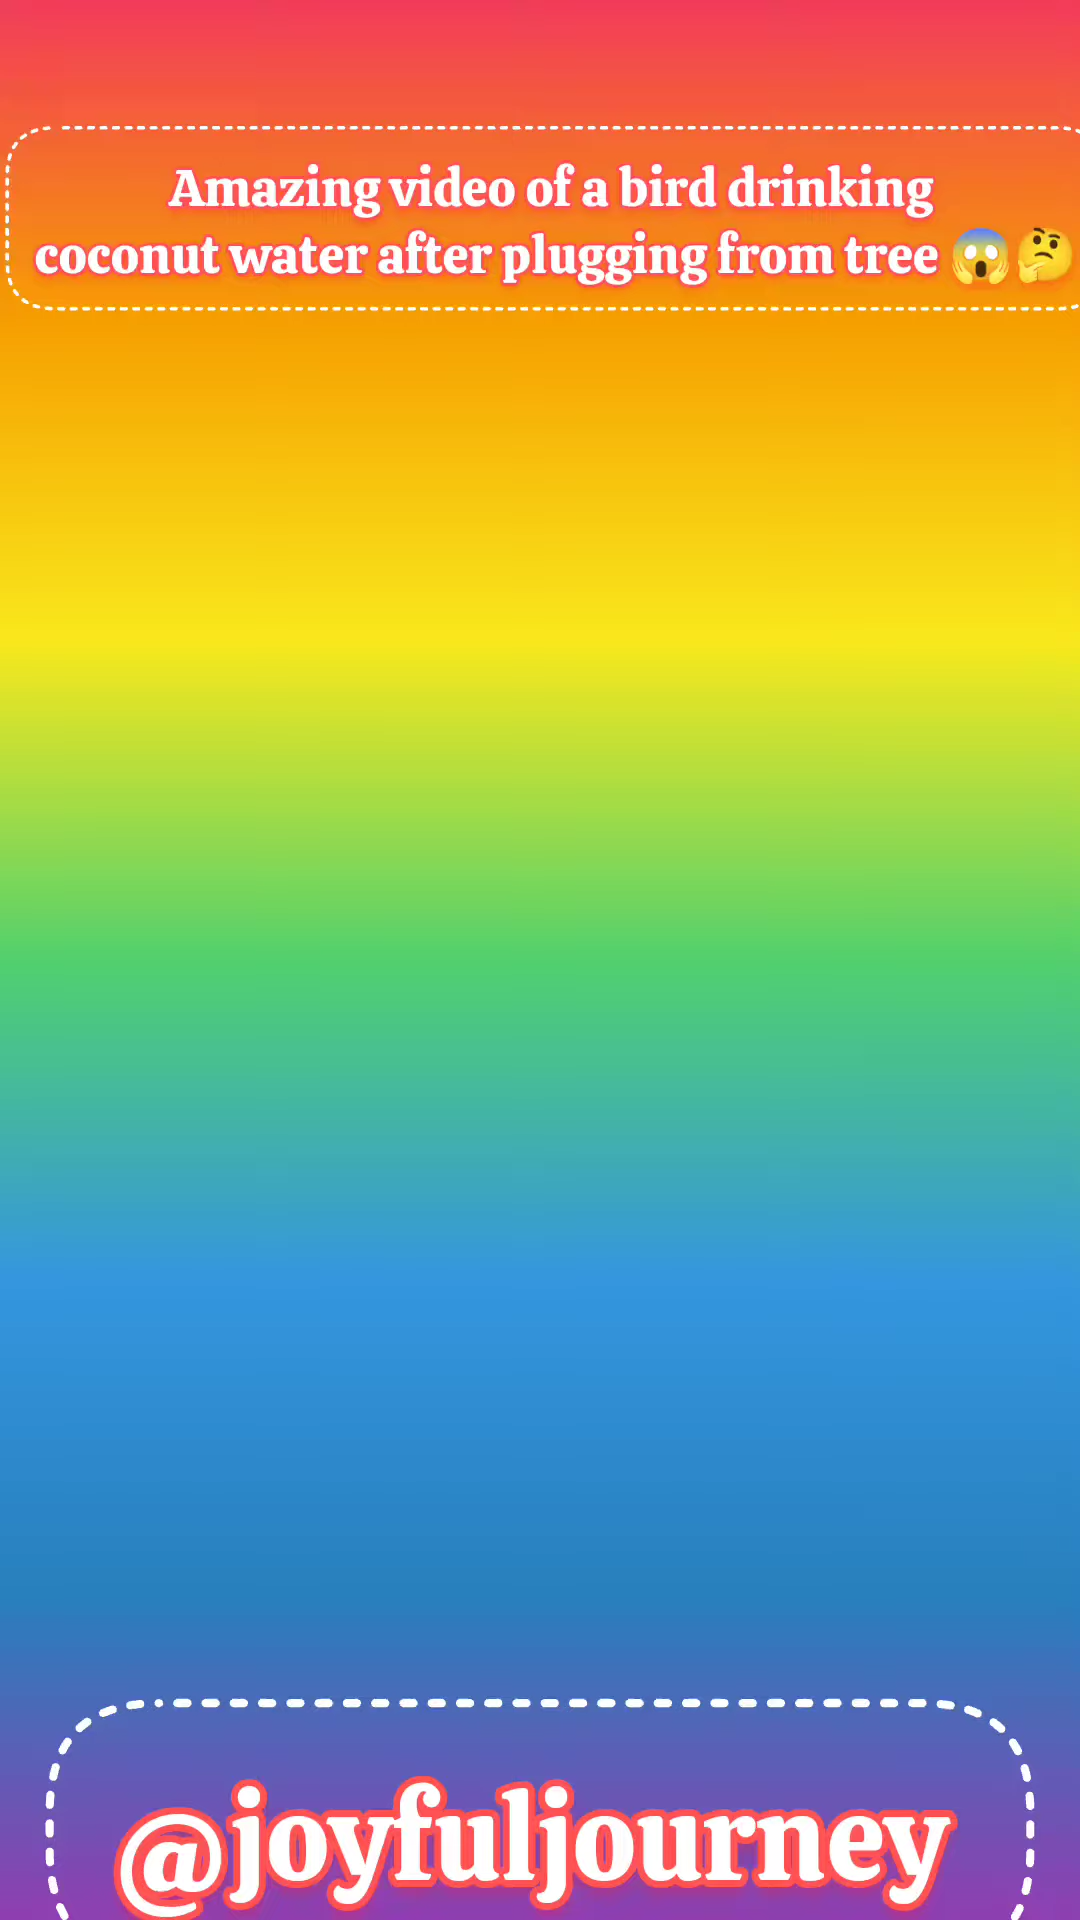 Amazing video of a bird drinking
coconut water after plugging from tree 😱🤔
@joyfuljourney